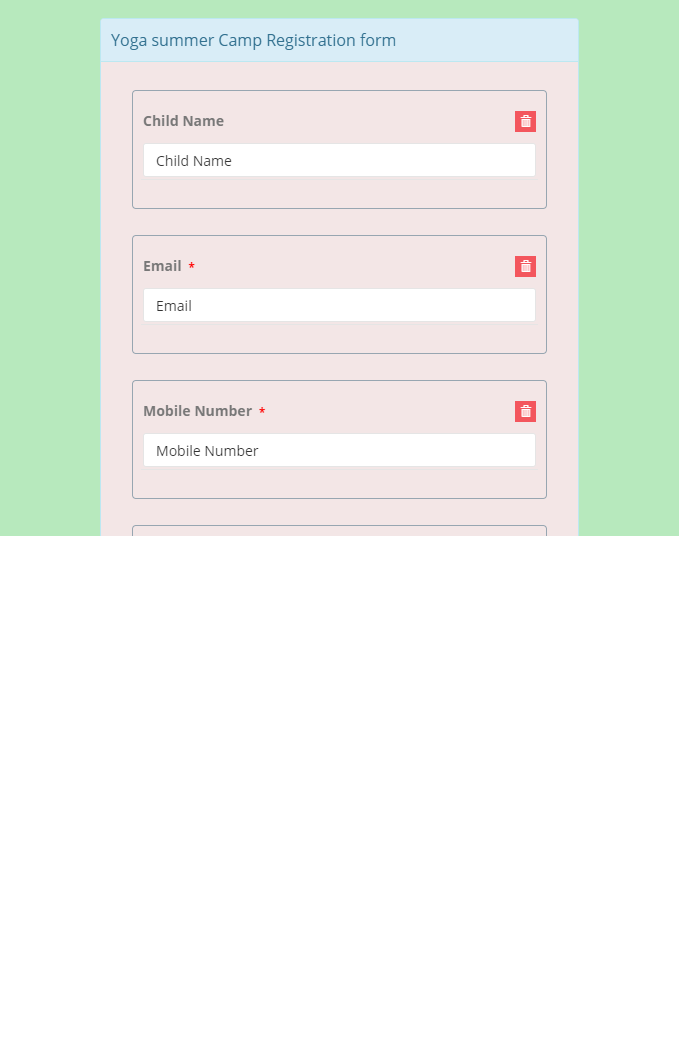 Yoga summer Camp Registration form
Child Name
Child Name
Email *
Email
Mobile Number *
Mobile Number